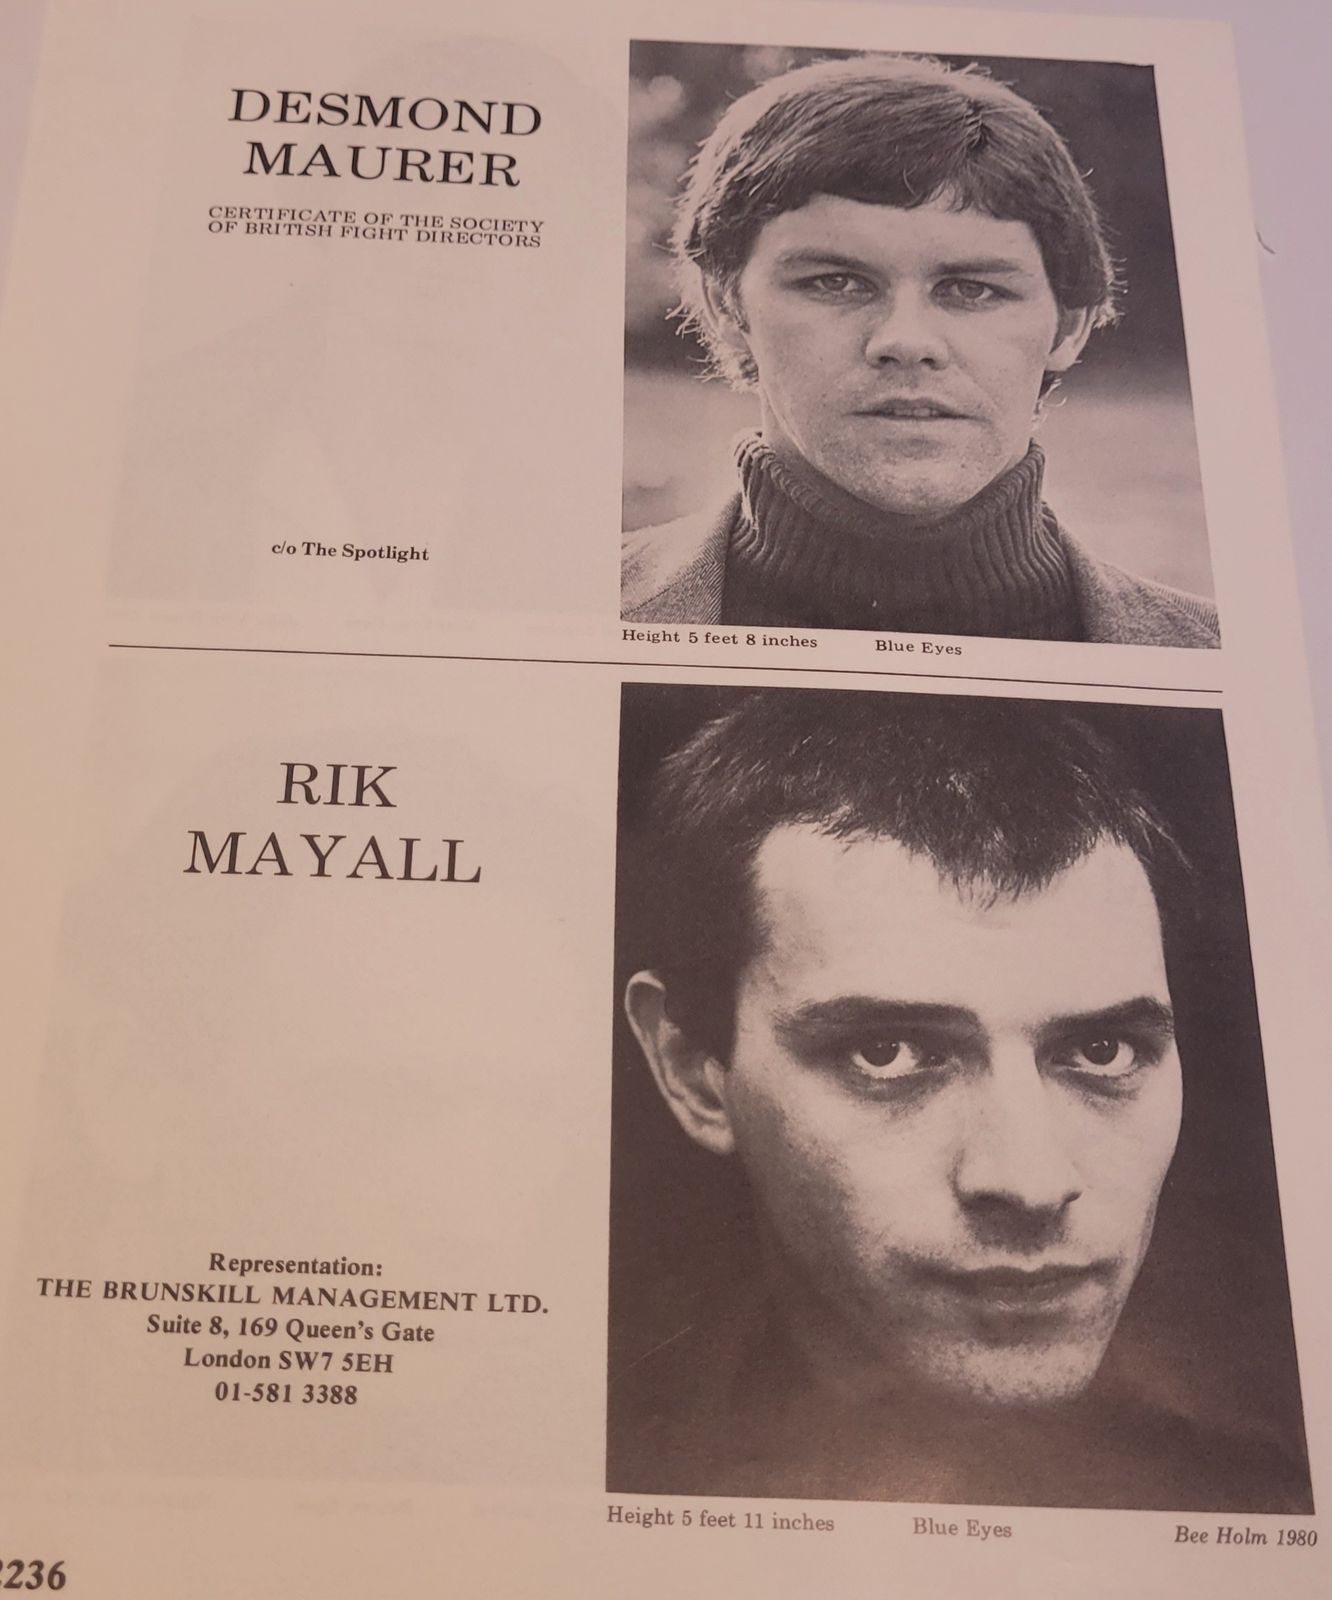 DESMOND
MAURER
CERTIFICATE OF THE SOCIETY
OF BRITISH FIGHT DIRECTORS
c/o The Spotlight
Height 5 feet 8 inches Blue Eyes
RIK
MAYALL
Representation:
THE BRUNSKILL MANAGEMENT LTD.
Suite 8, 169 Queen's Gate
London SW7 5EH
01-581 3388
Height 5 feet 11 inches Blue Eyes Bee Holm 1980
2236